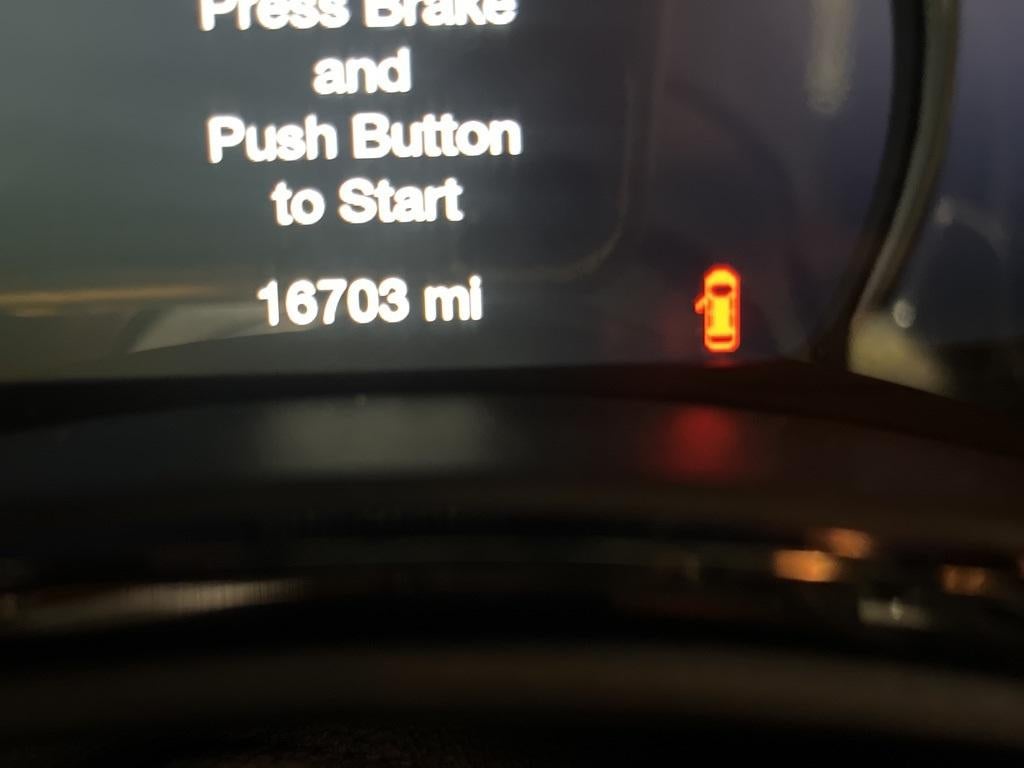 Press Brake
and
Push Button
to Start
16703 mi